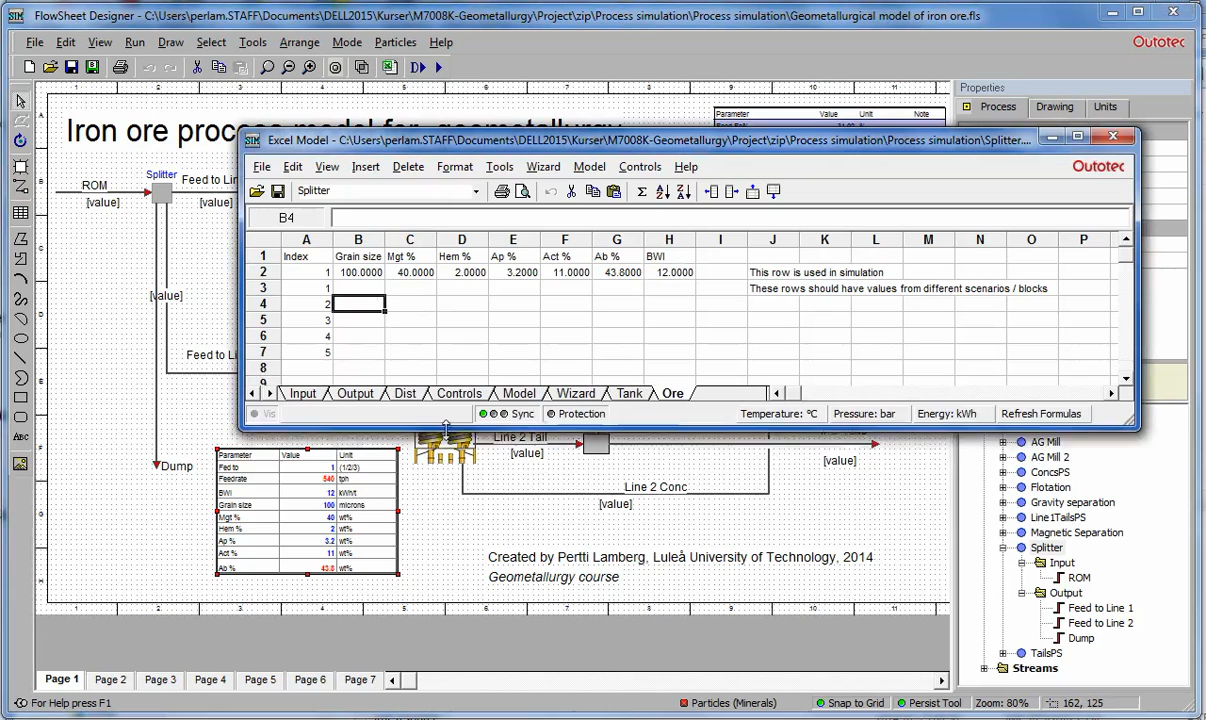 FlowSheet Designer - C:\Users\perlam.STAFF\Documents\DELL2015\Kurser\M7008K-Geometallurgy\Project\zip\Process simulation\Process simulation\Geometallurgical model of iron ore.fls
File Edit View Run Draw Select Tools Arrange Mode Particles Help
Outotec
Properties
Process Drawing Units
Iron ore process model for geometallurgy
Parameter Value Unit Note
Excel Model - C:\Users\perlam.STAFF\Documents\DELL2015\Kurser\M7008K-Geometallurgy\Project\zip\Process simulation\Process simulation\Splitter....
File Edit View Insert Delete Format Tools Wizard Model Controls Help
Outotec
Splitter
B4
A B C D E F G H I J K L M N O P
1 Index Grain size Mgt % Hem % Ap % Act % Ab % BWI
2 1 100.0000 40.0000 2.0000 3.2000 11.0000 43.8000 12.0000 This row is used in simulation
3 1 These rows should have values from different scenarios / blocks
4 2
5 3
6 4
7 5
8
Input Output Dist Controls Model Wizard Tank Ore
Vis Sync Protection Temperature: °C Pressure: bar Energy: kWh Refresh Formulas
Splitter
ROM
Feed to Lin
[value]
[value]
[value]
Feed to Lin
Dump
Line 2 Tail
[value]
[value]
Line 2 Conc
[value]
Parameter Value Unit
Fed to 1 (1/2/3)
Feedrate 540 tph
BWI 12 kWh/t
Grain size 100 microns
Mgt % 40 wt%
Hem % 2 wt%
Ap % 3.2 wt%
Act % 11 wt%
Ab % 43.8 wt%
Created by Pertti Lamberg, Luleå University of Technology, 2014
Geometallurgy course
AG Mill
AG Mill 2
ConcsPS
Flotation
Gravity separation
Line1TailsPS
Magnetic Separation
Splitter
Input
ROM
Output
Feed to Line 1
Feed to Line 2
Dump
TailsPS
Streams
Page 1 Page 2 Page 3 Page 4 Page 5 Page 6 Page 7
For Help press F1
Particles (Minerals) Snap to Grid Persist Tool Zoom: 80% 162, 125